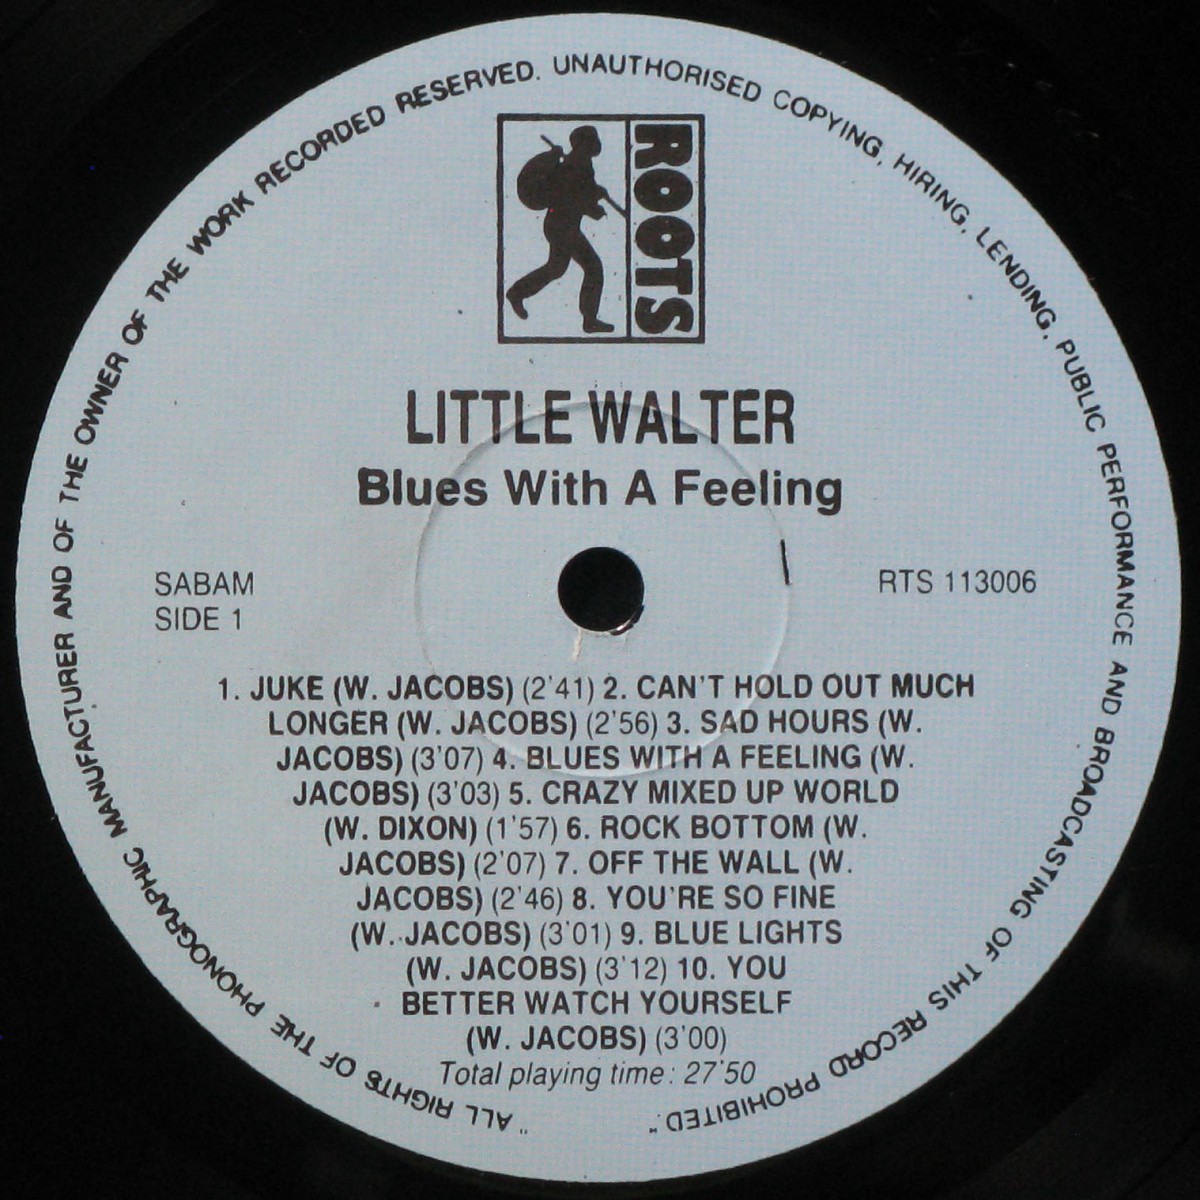 "ALL RIGHTS OF THE PHONOGRAPHIC MANUFACTURER AND OF THE OWNER OF THE WORK RECORDED RESERVED. UNAUTHORISED COPYING, HIRING, LENDING, PUBLIC PERFORMANCE AND BROADCASTING OF THIS RECORD PROHIBITED."
ROOTS
LITTLE WALTER
Blues With A Feeling
SABAM
SIDE 1
RTS 113006
1. JUKE (W. JACOBS) (2'41) 2. CAN'T HOLD OUT MUCH
LONGER (W. JACOBS) (2'56) 3. SAD HOURS (W.
JACOBS) (3'07) 4. BLUES WITH A FEELING (W.
JACOBS) (3'03) 5. CRAZY MIXED UP WORLD
(W. DIXON) (1'57) 6. ROCK BOTTOM (W.
JACOBS) (2'07) 7. OFF THE WALL (W.
JACOBS) (2'46) 8. YOU'RE SO FINE
(W. JACOBS) (3'01) 9. BLUE LIGHTS
(W. JACOBS) (3'12) 10. YOU
BETTER WATCH YOURSELF
(W. JACOBS) (3'00)
Total playing time: 27'50